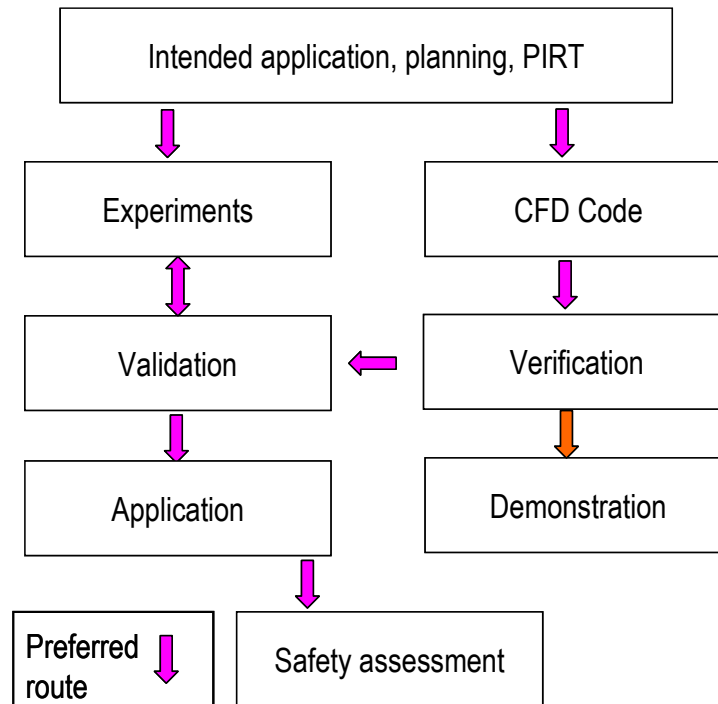 Intended application, planning, PIRT
Experiments
CFD Code
Validation
Verification
Application
Demonstration
Preferred
route
Safety assessment